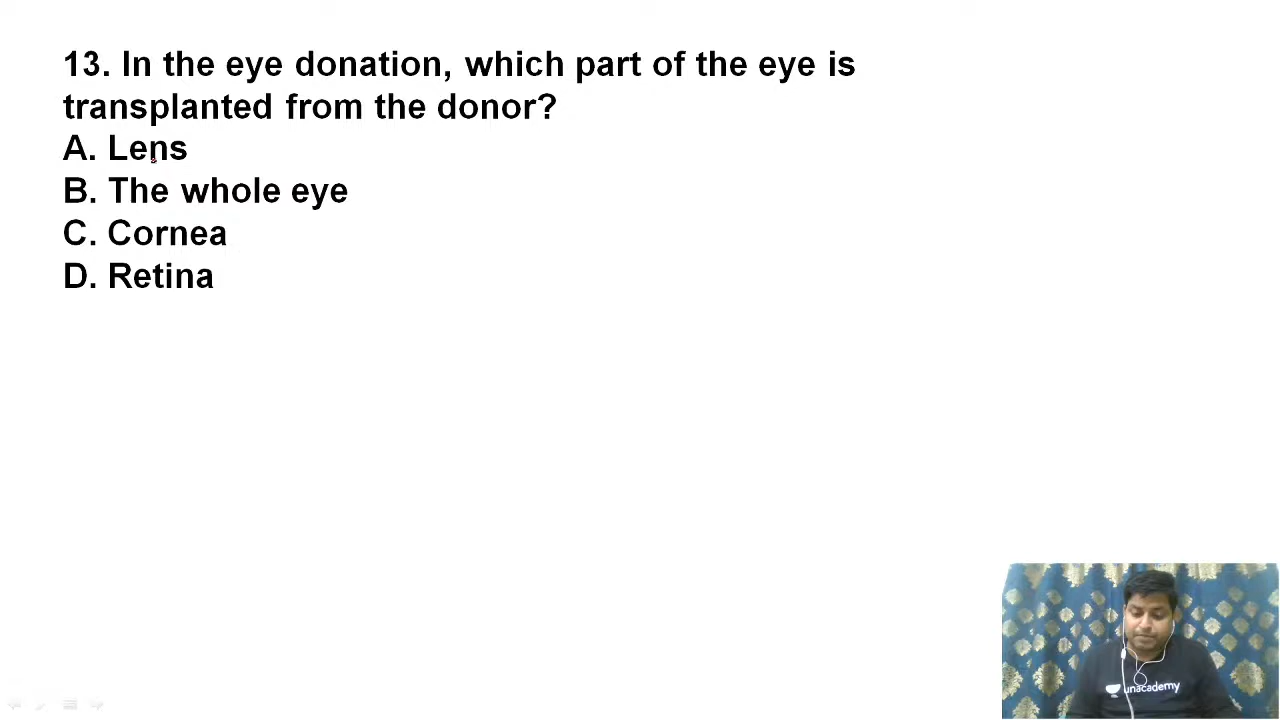 13. In the eye donation, which part of the eye is
transplanted from the donor?
A. Lens
B. The whole eye
C. Cornea
D. Retina
unacademy